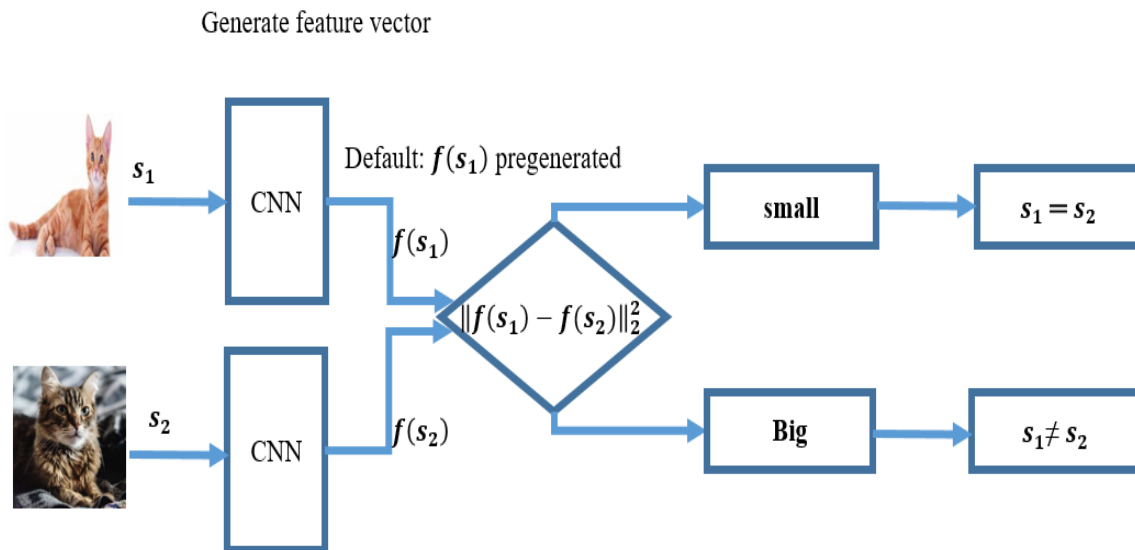 Generate feature vector
s₁
CNN
Default: f(s₁) pregenerated
f(s₁)
small
s₁ = s₂
‖f(s₁) − f(s₂)‖₂²
s₂
CNN
f(s₂)
Big
s₁ ≠ s₂